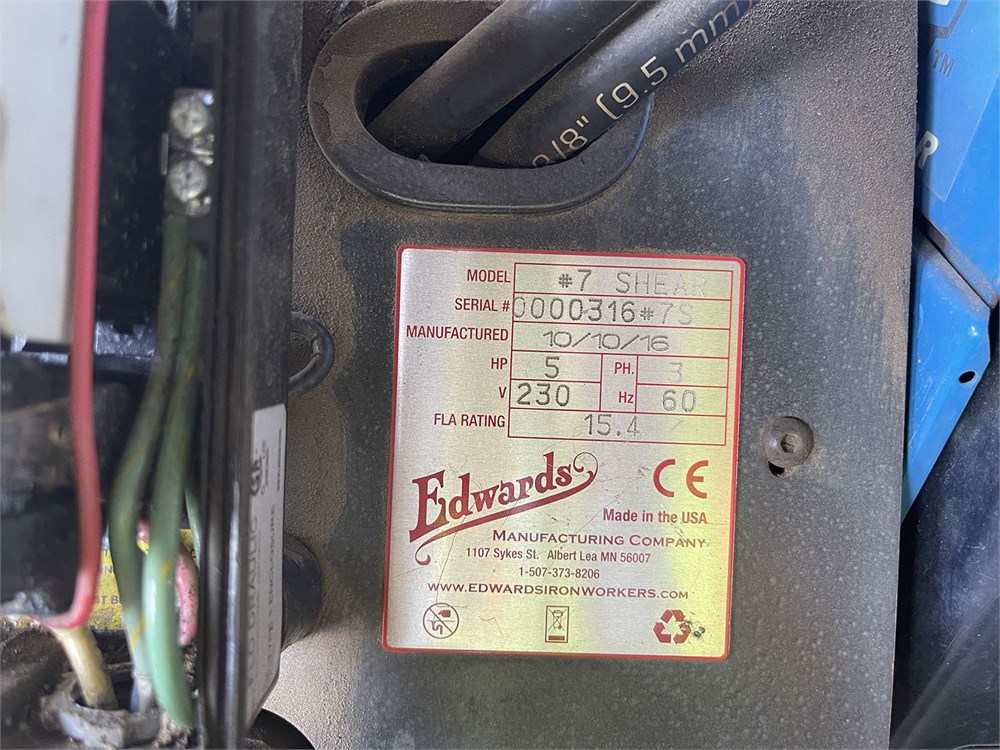 3/8" (9.5 mm)
TM
R
MODEL #7 SHEAR
SERIAL # 0000316#7S
MANUFACTURED 10/10/16
HP 5 PH. 3
V 230 Hz 60
FLA RATING 15.4
Edwards
CE
Made in the USA
MANUFACTURING COMPANY
1107 Sykes St. Albert Lea MN 56007
1-507-373-8206
WWW.EDWARDSIRONWORKERS.COM